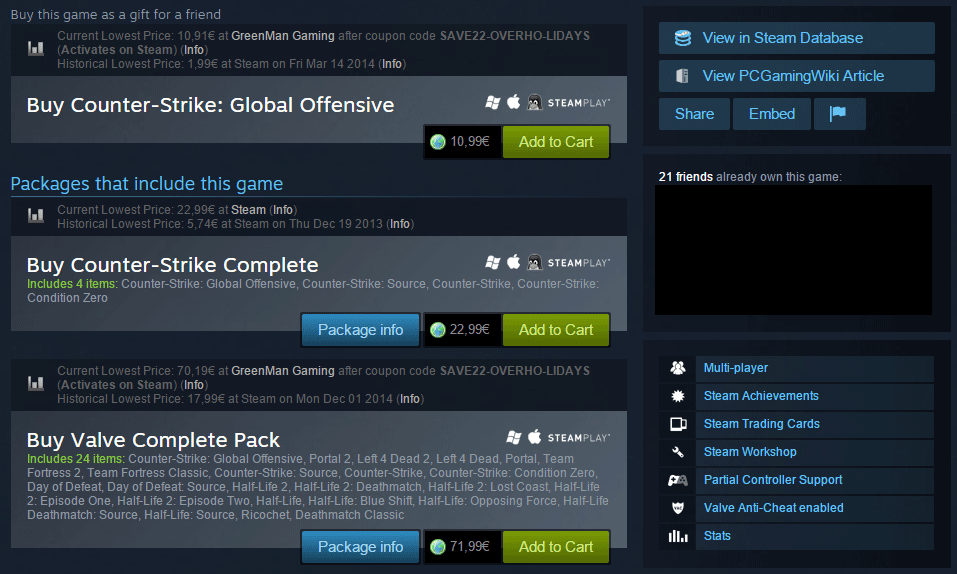 Buy this game as a gift for a friend
Current Lowest Price: 10,91€ at GreenMan Gaming after coupon code SAVE22-OVERHO-LIDAYS
(Activates on Steam) (Info)
Historical Lowest Price: 1,99€ at Steam on Fri Mar 14 2014 (Info)
Buy Counter-Strike: Global Offensive
STEAMPLAY
10,99€
Add to Cart
Packages that include this game
Current Lowest Price: 22,99€ at Steam (Info)
Historical Lowest Price: 5,74€ at Steam on Thu Dec 19 2013 (Info)
Buy Counter-Strike Complete
STEAMPLAY
Includes 4 items: Counter-Strike: Global Offensive, Counter-Strike: Source, Counter-Strike, Counter-Strike:
Condition Zero
Package info
22,99€
Add to Cart
Current Lowest Price: 70,19€ at GreenMan Gaming after coupon code SAVE22-OVERHO-LIDAYS
(Activates on Steam) (Info)
Historical Lowest Price: 17,99€ at Steam on Mon Dec 01 2014 (Info)
Buy Valve Complete Pack
STEAMPLAY
Includes 24 items: Counter-Strike: Global Offensive, Portal 2, Left 4 Dead 2, Left 4 Dead, Portal, Team
Fortress 2, Team Fortress Classic, Counter-Strike: Source, Counter-Strike, Counter-Strike: Condition Zero,
Day of Defeat, Day of Defeat: Source, Half-Life 2, Half-Life 2: Deathmatch, Half-Life 2: Lost Coast, Half-Life
2: Episode One, Half-Life 2: Episode Two, Half-Life, Half-Life: Blue Shift, Half-Life: Opposing Force, Half-Life
Deathmatch: Source, Half-Life: Source, Ricochet, Deathmatch Classic
Package info
71,99€
Add to Cart
View in Steam Database
View PCGamingWiki Article
Share
Embed
21 friends already own this game:
Multi-player
Steam Achievements
Steam Trading Cards
Steam Workshop
Partial Controller Support
Valve Anti-Cheat enabled
Stats